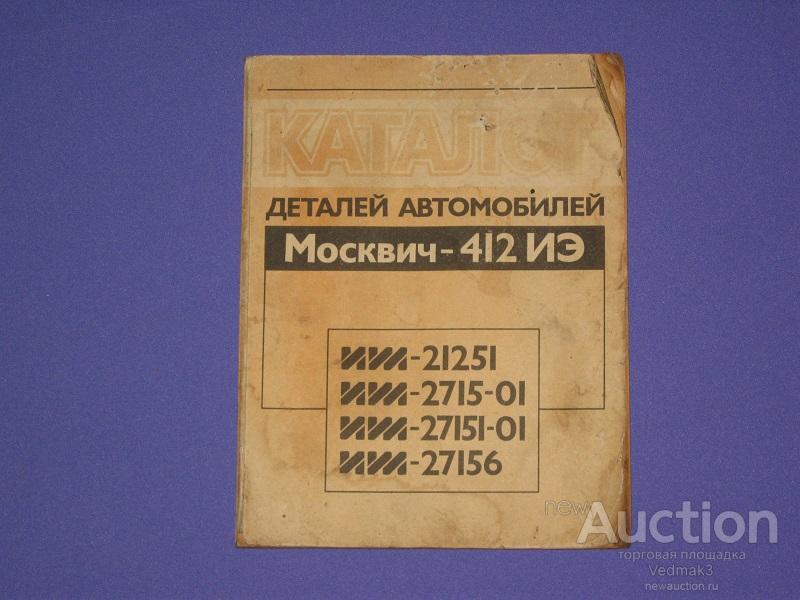 КАТАЛОГ
ДЕТАЛЕЙ АВТОМОБИЛЕЙ
Москвич-412 ИЭ
ИЖ-21251
ИЖ-2715-01
ИЖ-27151-01
ИЖ-27156
newAuction
торговая площадка
Vedmak3
newauction.ru